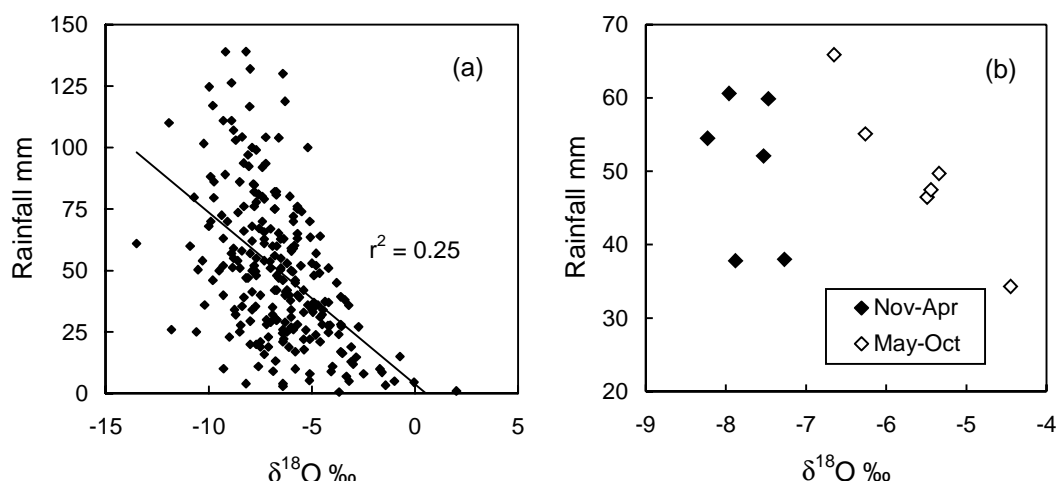 150
125
100
75
50
25
0
Rainfall mm
(a)
r² = 0.25
-15
-10
-5
0
5
δ¹⁸O ‰
70
60
50
40
30
20
Rainfall mm
(b)
Nov-Apr
May-Oct
-9
-8
-7
-6
-5
-4
δ¹⁸O ‰